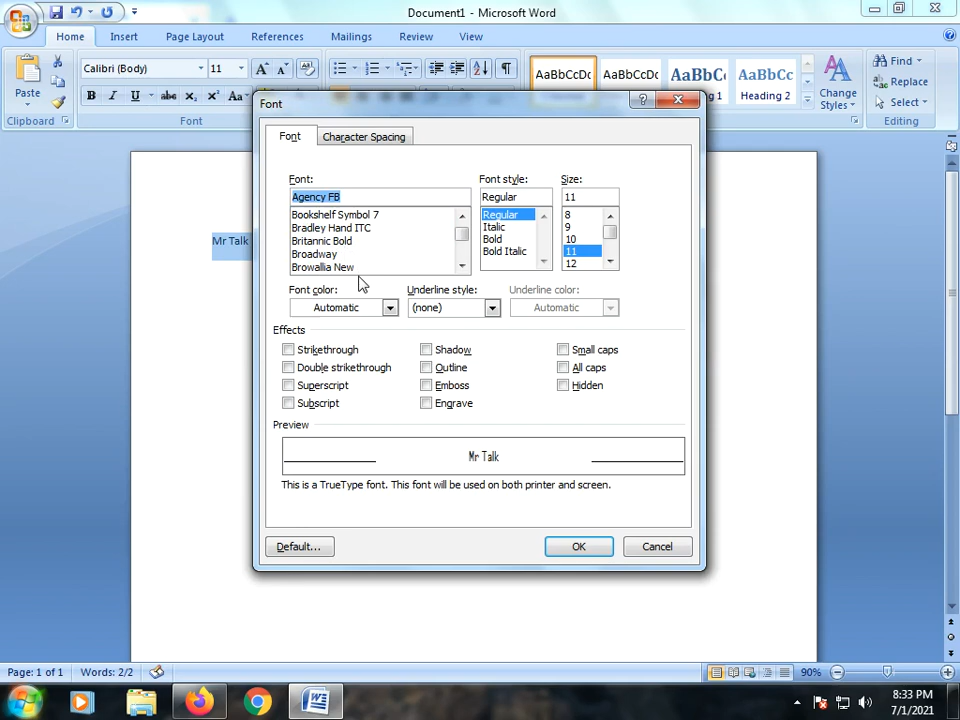 Document1 - Microsoft Word
Home Insert Page Layout References Mailings Review View
Calibri (Body) 11
AaBbCcDc AaBbCcDc AaBbCc AaBbCc
Paste
B I U abc x₂ x² Aa
g 1 Heading 2
Change Styles
Find
Replace
Select
Clipboard Font Editing
Font
Font Character Spacing
Font: Font style: Size:
Agency FB Regular 11
Bookshelf Symbol 7 Regular 8
Bradley Hand ITC Italic 9
Britannic Bold Bold 10
Broadway Bold Italic 11
Browallia New 12
Mr Talk
Font color: Underline style: Underline color:
Automatic (none) Automatic
Effects
Strikethrough Shadow Small caps
Double strikethrough Outline All caps
Superscript Emboss Hidden
Subscript Engrave
Preview
Mr Talk
This is a TrueType font. This font will be used on both printer and screen.
Default... OK Cancel
Page: 1 of 1 Words: 2/2 90%
8:33 PM
7/1/2021